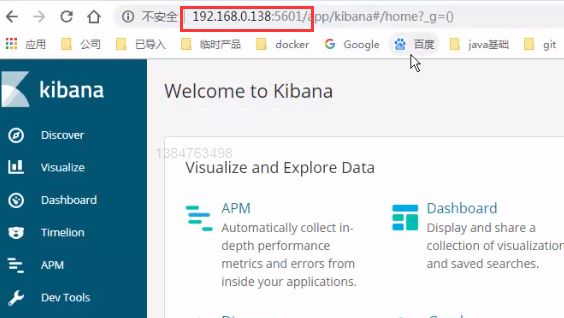 不安全 192.168.0.138:5601/app/kibana#/home?_g=()
应用 公司 已导入 临时产品 docker Google 百度 java基础 git
kibana
Welcome to Kibana
Discover
1384763498
Visualize
Visualize and Explore Data
Dashboard
Timelion
APM
Dev Tools
APM
Automatically collect in-
depth performance
metrics and errors from
inside your applications.
Dashboard
Display and share a
collection of visualization
and saved searches.